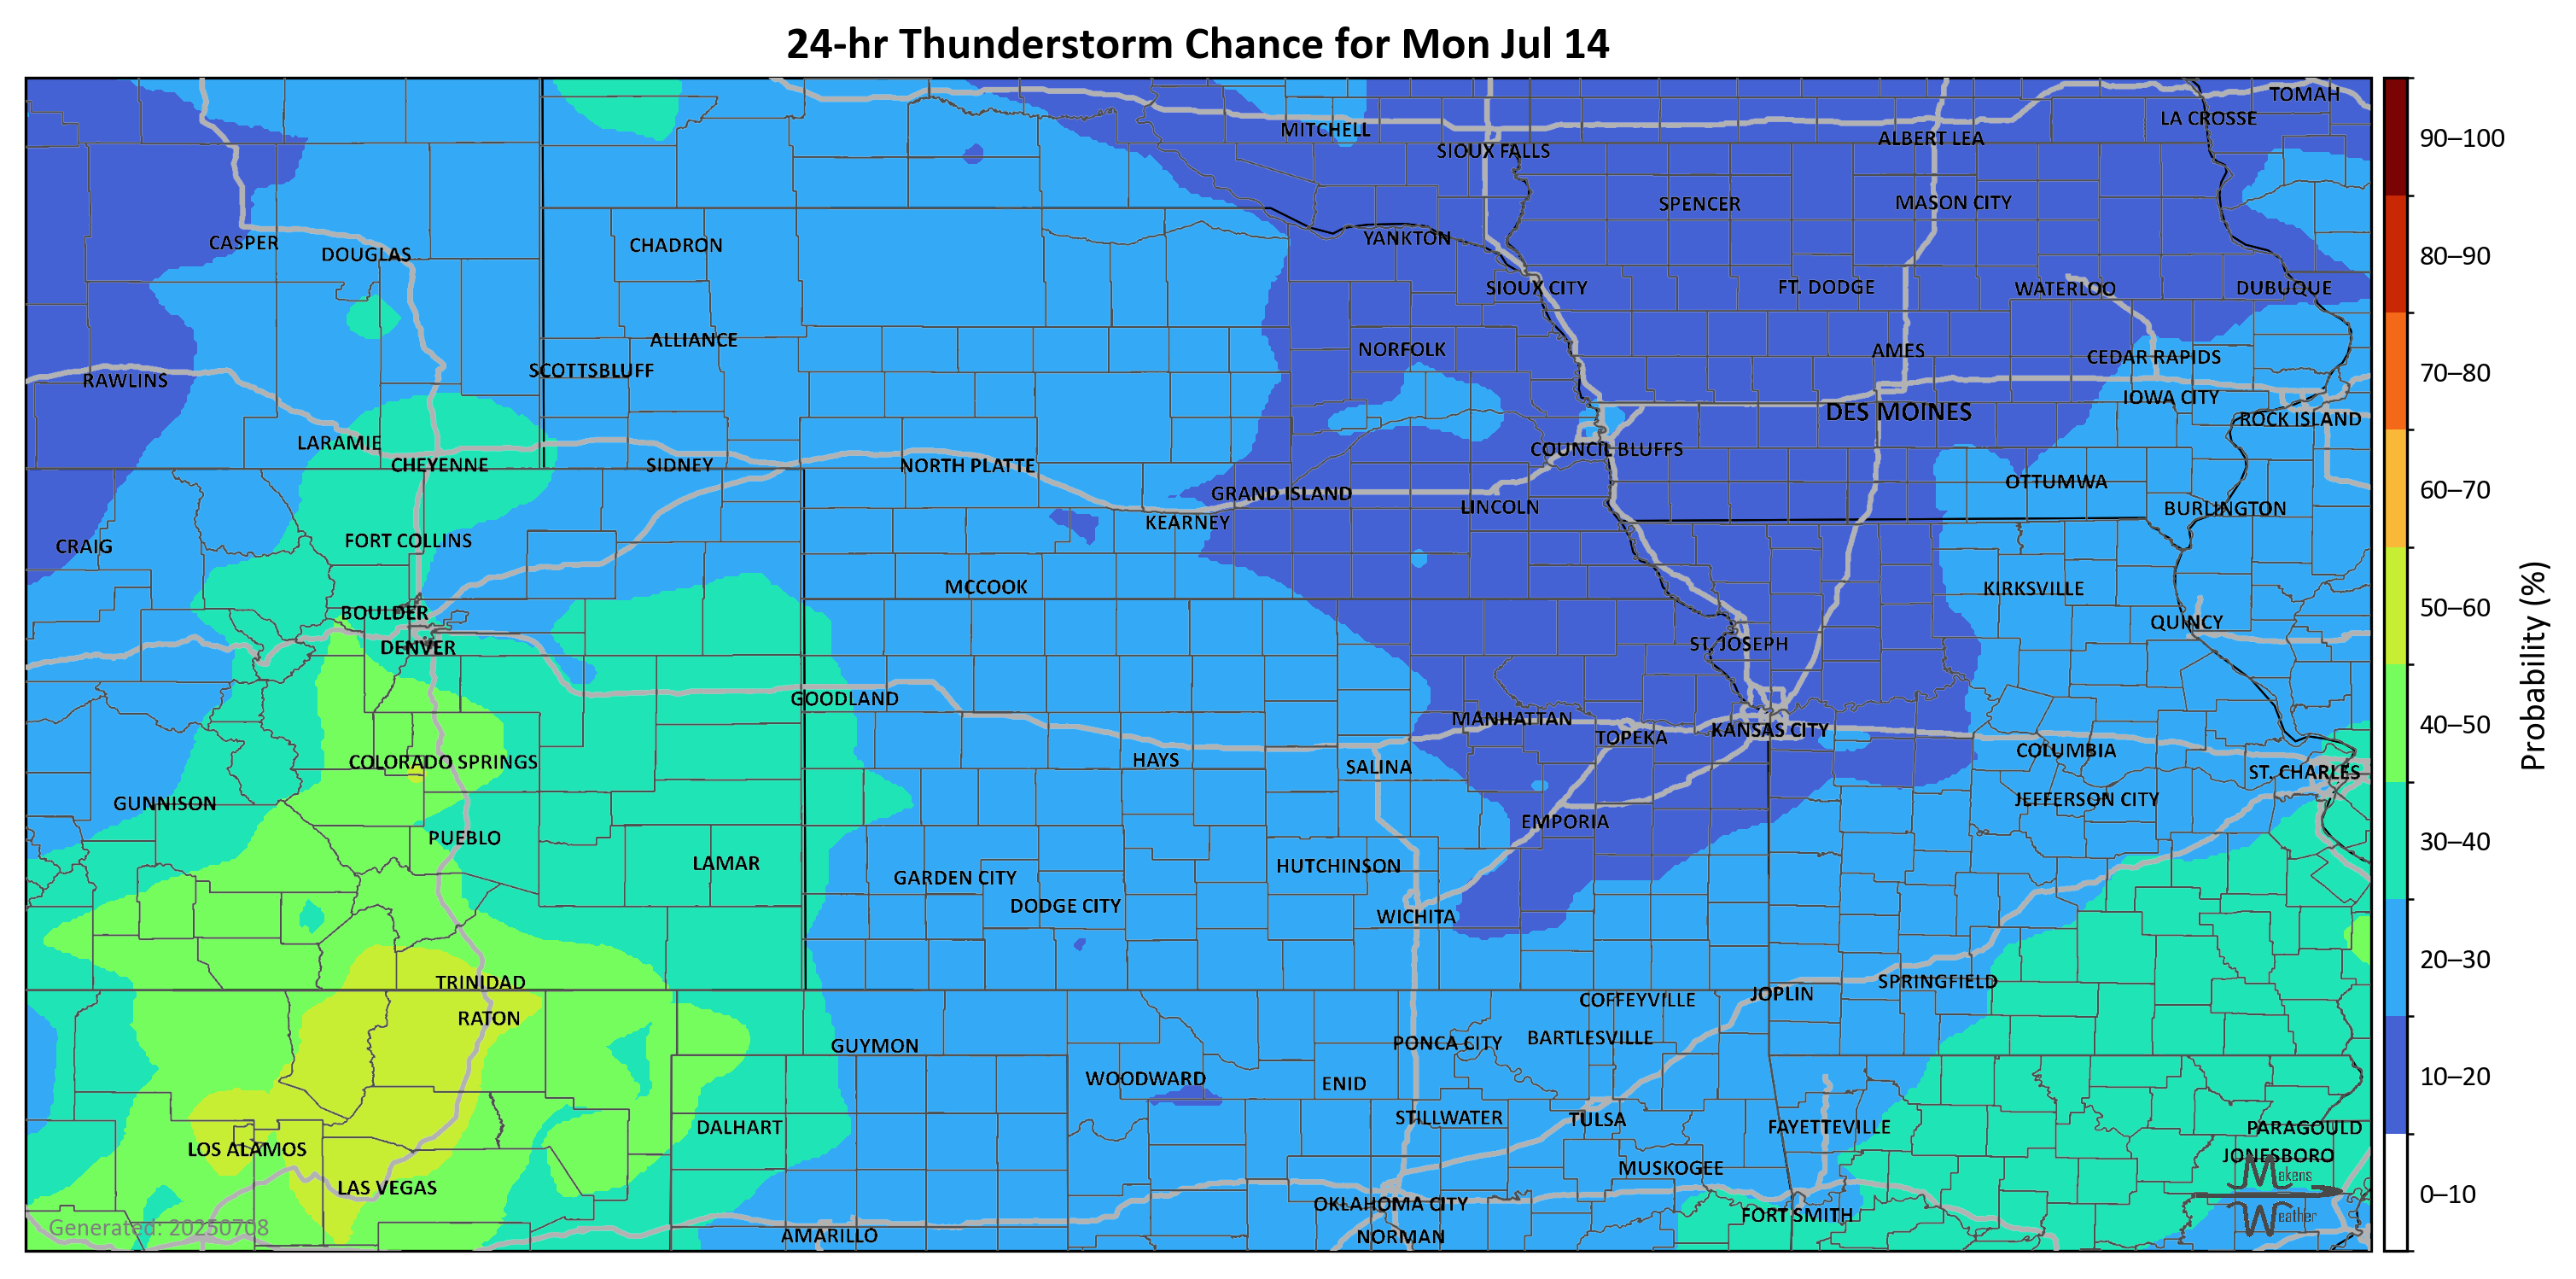 24-hr Thunderstorm Chance for Mon Jul 14
TOMAH
LA CROSSE
MITCHELL
ALBERT LEA
SIOUX FALLS
SPENCER
MASON CITY
YANKTON
CASPER
CHADRON
DOUGLAS
SIOUX CITY
FT. DODGE
WATERLOO
DUBUQUE
ALLIANCE
NORFOLK
AMES
CEDAR RAPIDS
SCOTTSBLUFF
RAWLINS
IOWA CITY
DES MOINES
ROCK ISLAND
LARAMIE
COUNCIL BLUFFS
CHEYENNE
SIDNEY
NORTH PLATTE
OTTUMWA
GRAND ISLAND
LINCOLN
BURLINGTON
KEARNEY
FORT COLLINS
CRAIG
MCCOOK
KIRKSVILLE
BOULDER
QUINCY
DENVER
ST. JOSEPH
GOODLAND
MANHATTAN
KANSAS CITY
TOPEKA
COLUMBIA
COLORADO SPRINGS
HAYS
SALINA
ST. CHARLES
GUNNISON
JEFFERSON CITY
EMPORIA
PUEBLO
LAMAR
HUTCHINSON
GARDEN CITY
DODGE CITY
WICHITA
TRINIDAD
SPRINGFIELD
JOPLIN
COFFEYVILLE
RATON
BARTLESVILLE
PONCA CITY
GUYMON
WOODWARD
ENID
STILLWATER
TULSA
DALHART
FAYETTEVILLE
PARAGOULD
LOS ALAMOS
JONESBORO
MUSKOGEE
LAS VEGAS
OKLAHOMA CITY
FORT SMITH
AMARILLO
NORMAN
Generated: 20250708
Makens
Weather
90–100
80–90
70–80
60–70
50–60
40–50
30–40
20–30
10–20
0–10
Probability (%)